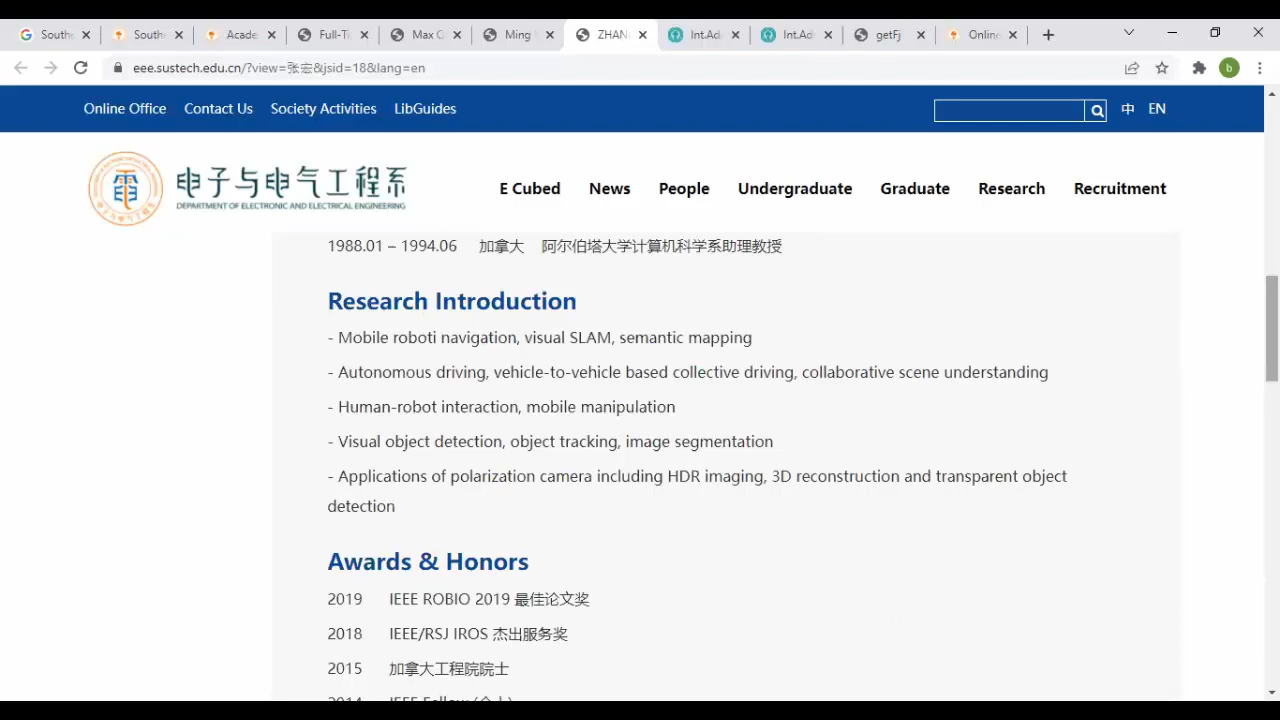 Southe
South
Acade
Full-Ti
Max C
Ming
ZHAN
Int.Ad
Int.Ad
getFj
Online
eee.sustech.edu.cn/?view=张宏&jsid=18&lang=en
b
Online Office Contact Us Society Activities LibGuides
中 EN
電
电子与电气工程系
DEPARTMENT OF ELECTRONIC AND ELECTRICAL ENGINEERING
E Cubed News People Undergraduate Graduate Research Recruitment
1988.01 – 1994.06 加拿大 阿尔伯塔大学计算机科学系助理教授
Research Introduction
- Mobile roboti navigation, visual SLAM, semantic mapping
- Autonomous driving, vehicle-to-vehicle based collective driving, collaborative scene understanding
- Human-robot interaction, mobile manipulation
- Visual object detection, object tracking, image segmentation
- Applications of polarization camera including HDR imaging, 3D reconstruction and transparent object
detection
Awards & Honors
2019 IEEE ROBIO 2019 最佳论文奖
2018 IEEE/RSJ IROS 杰出服务奖
2015 加拿大工程院院士
2014 IEEE Fellow